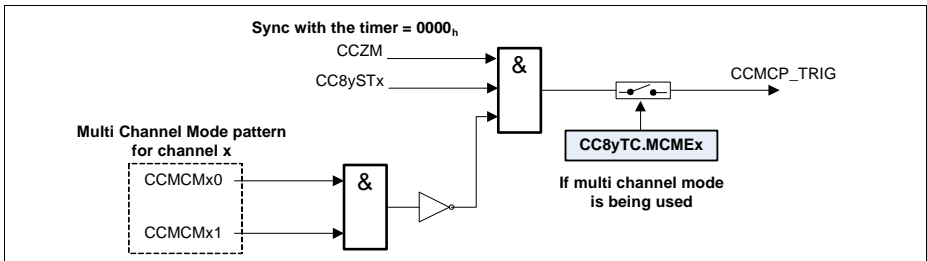 Sync with the timer = 0000h
CCZM
CC8ySTx
&
CCMCP_TRIG
CC8yTC.MCMEx
If multi channel mode
is being used
Multi Channel Mode pattern
for channel x
CCMCMx0
CCMCMx1
&